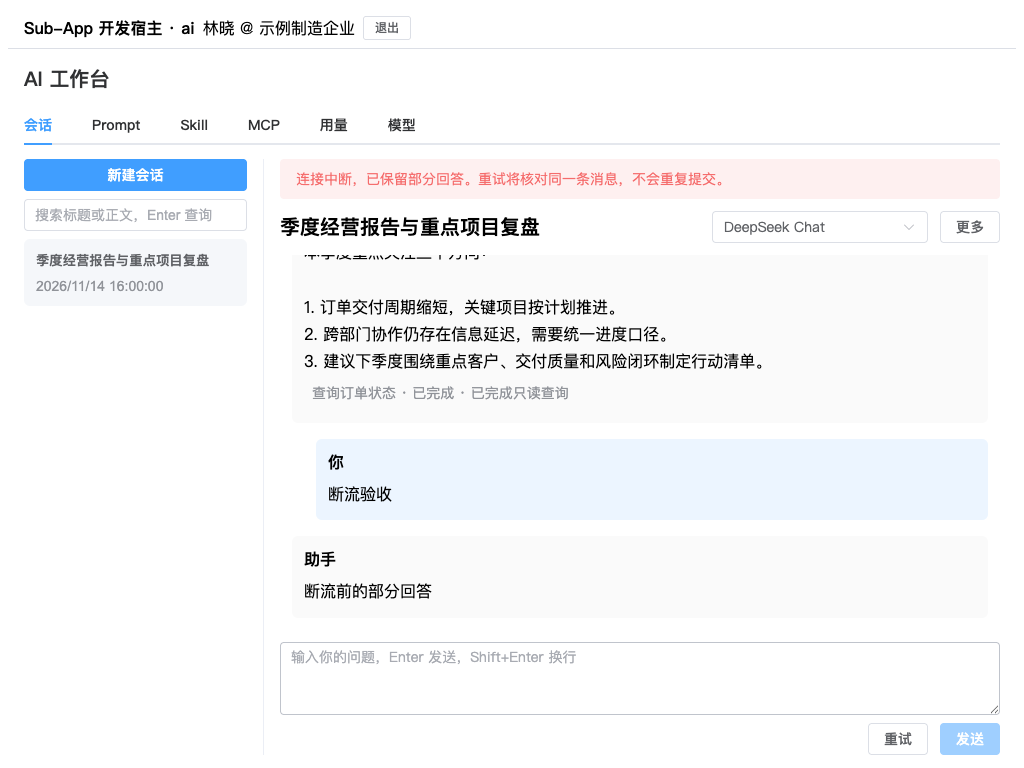 Sub-App 开发宿主 · ai 林晓 @ 示例制造企业 退出
AI 工作台
会话 Prompt Skill MCP 用量 模型
新建会话
搜索标题或正文，Enter 查询
季度经营报告与重点项目复盘
2026/11/14 16:00:00
连接中断，已保留部分回答。重试将核对同一条消息，不会重复提交。
季度经营报告与重点项目复盘
DeepSeek Chat
更多
1. 订单交付周期缩短，关键项目按计划推进。
2. 跨部门协作仍存在信息延迟，需要统一进度口径。
3. 建议下季度围绕重点客户、交付质量和风险闭环制定行动清单。
查询订单状态 · 已完成 · 已完成只读查询
你
断流验收
助手
断流前的部分回答
输入你的问题，Enter 发送，Shift+Enter 换行
重试 发送